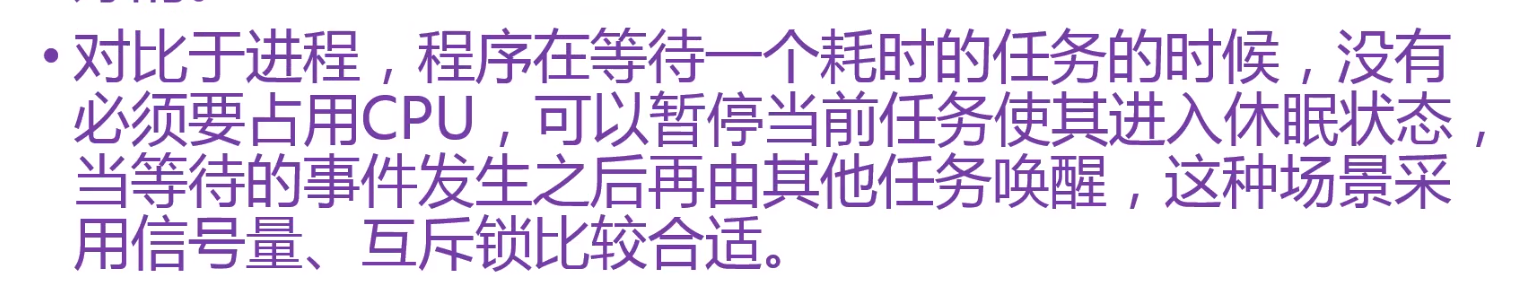 • 对比于进程，程序在等待一个耗时的任务的时候，没有
必须要占用CPU，可以暂停当前任务使其进入休眠状态，
当等待的事件发生之后再由其他任务唤醒，这种场景采
用信号量、互斥锁比较合适。